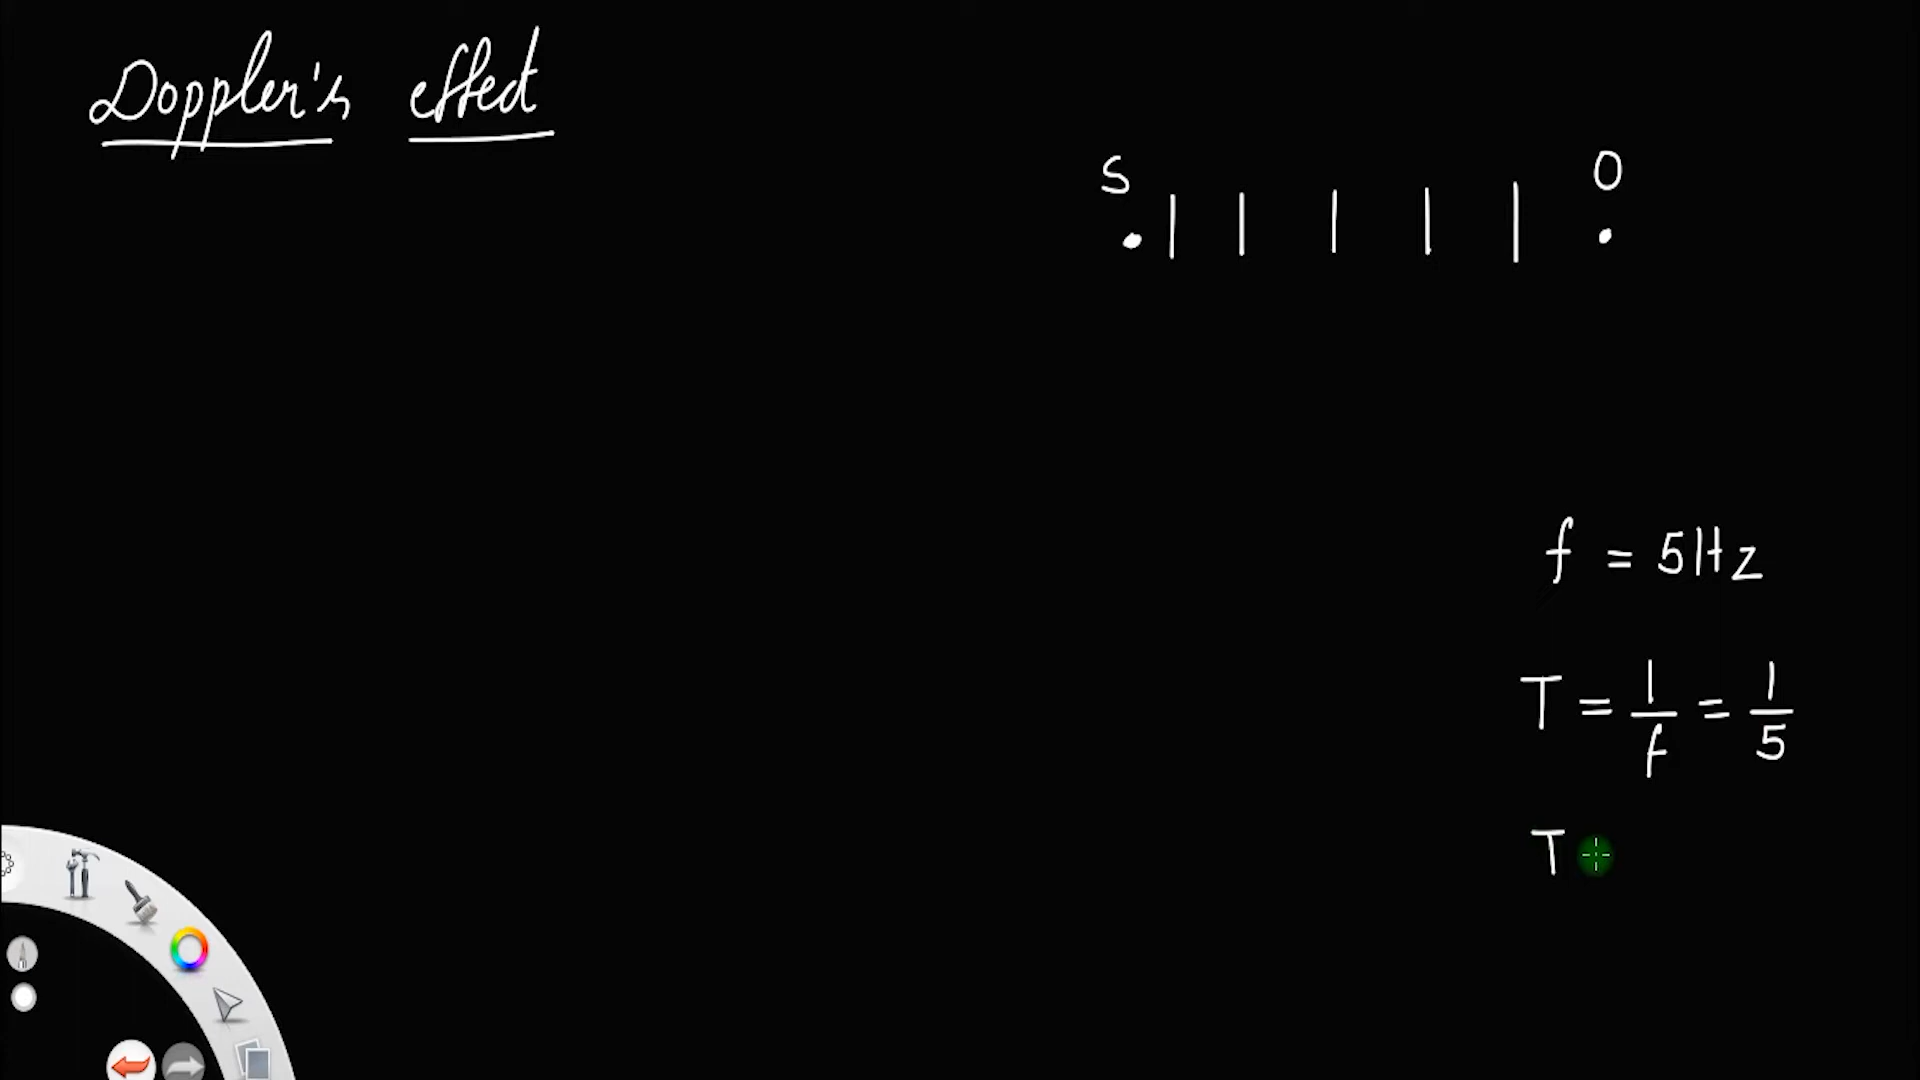 Doppler's effect
S O
f = 5Hz
T = 1/f = 1/5
T